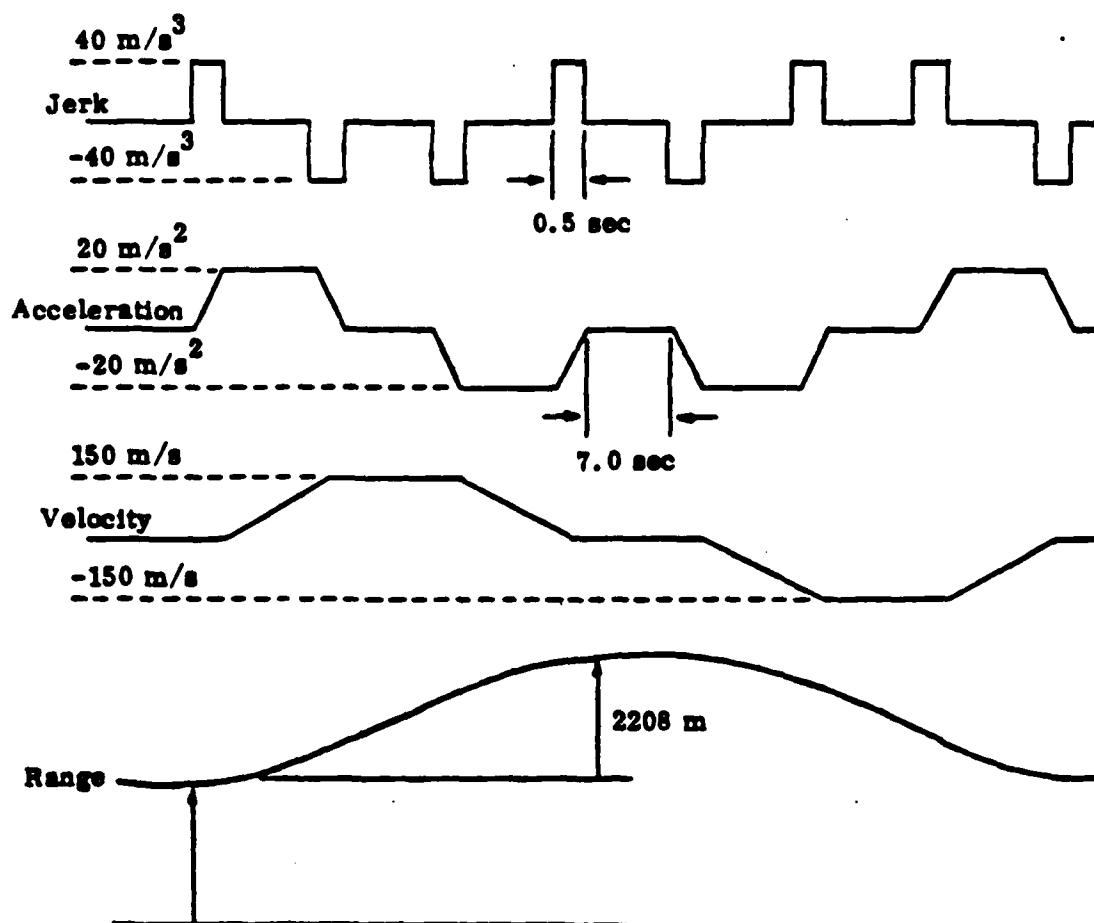 40 m/s³
Jerk
-40 m/s³
0.5 sec
20 m/s²
Acceleration
-20 m/s²
7.0 sec
150 m/s
Velocity
-150 m/s
2208 m
Range